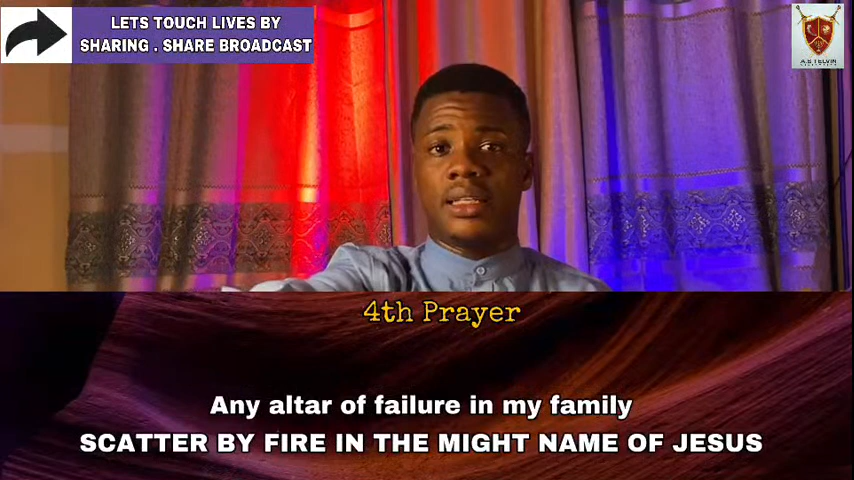 LETS TOUCH LIVES BY
SHARING . SHARE BROADCAST
4th Prayer
Any altar of failure in my family
SCATTER BY FIRE IN THE MIGHT NAME OF JESUS